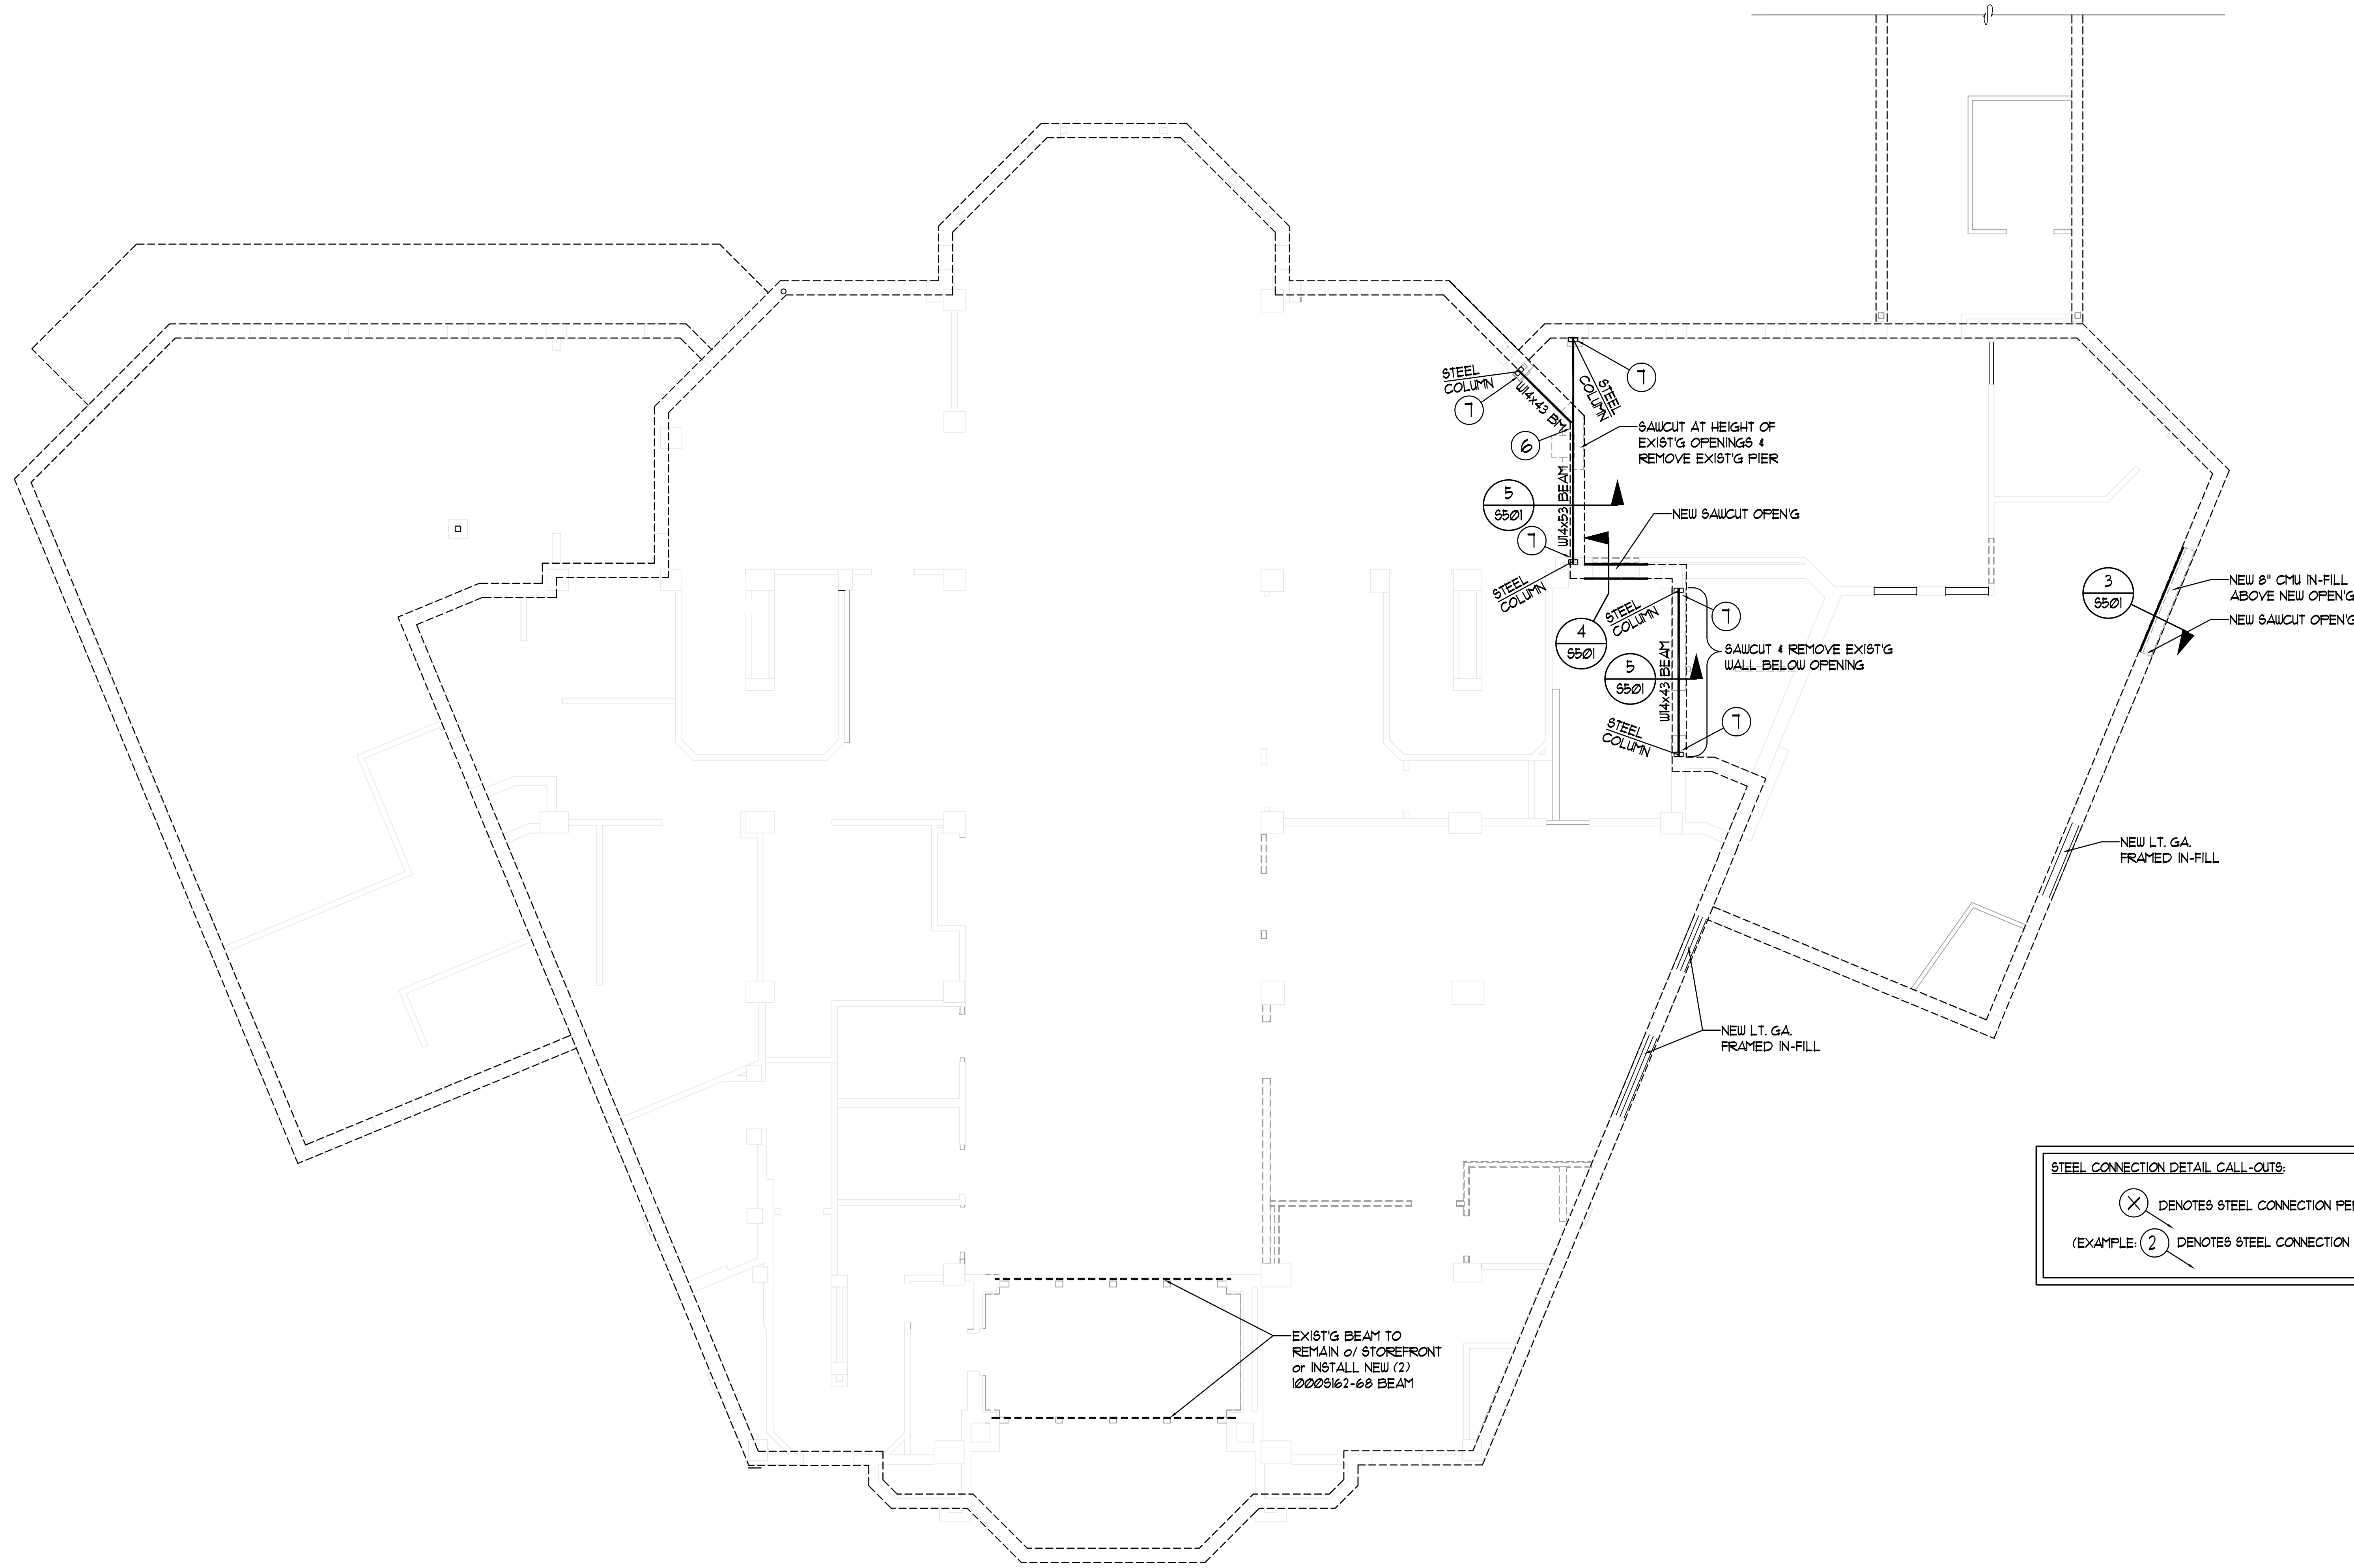 STEEL
COLUMN
7
W14x43 BM
STEEL
COLUMN
7
6
SAWCUT AT HEIGHT OF
EXIST'G OPENINGS &
REMOVE EXIST'G PIER
5
S501
W14x53 BEAM
NEW SAWCUT OPEN'G
7
STEEL
COLUMN
STEEL
COLUMN
7
4
S501
SAWCUT & REMOVE EXIST'G
WALL BELOW OPENING
5
S501
W14x43 BEAM
7
STEEL
COLUMN
3
S501
NEW 8" CMU IN-FILL
ABOVE NEW OPEN'G
NEW SAWCUT OPEN'G
NEW LT. GA.
FRAMED IN-FILL
NEW LT. GA.
FRAMED IN-FILL
STEEL CONNECTION DETAIL CALL-OUTS:
X DENOTES STEEL CONNECTION PE
(EXAMPLE: 2 DENOTES STEEL CONNECTION
EXIST'G BEAM TO
REMAIN o/ STOREFRONT
or INSTALL NEW (2)
1000S162-68 BEAM